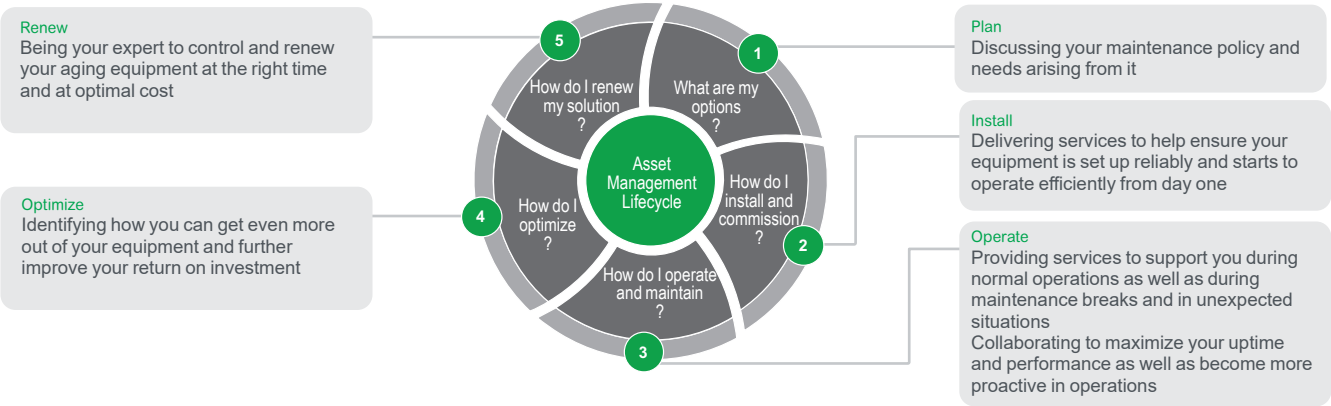 Renew
Being your expert to control and renew
your aging equipment at the right time
and at optimal cost
Optimize
Identifying how you can get even more
out of your equipment and further
improve your return on investment
5
How do I renew
my solution
?
1
What are my
options
?
Asset
Management
Lifecycle
How do I
install and
commission
?
2
4
How do I
optimize
?
How do I operate
and maintain
?
3
Plan
Discussing your maintenance policy and
needs arising from it
Install
Delivering services to help ensure your
equipment is set up reliably and starts to
operate efficiently from day one
Operate
Providing services to support you during
normal operations as well as during
maintenance breaks and in unexpected
situations
Collaborating to maximize your uptime
and performance as well as become more
proactive in operations